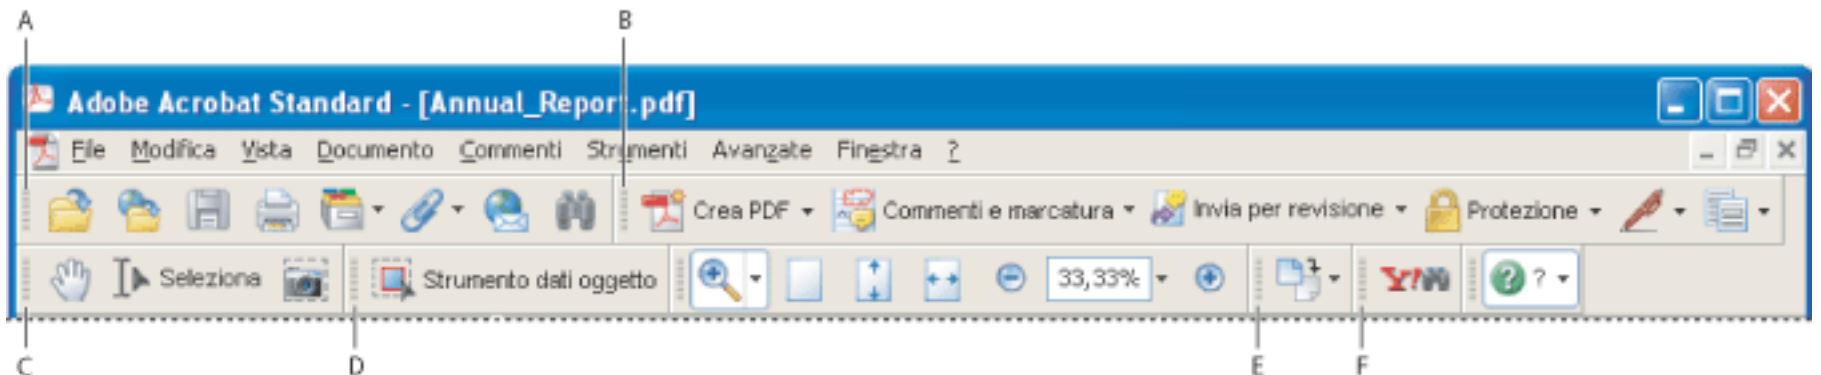 A B
Adobe Acrobat Standard - [Annual_Report.pdf]
File Modifica Vista Documento Commenti Strumenti Avanzate Finestra ?
Crea PDF Commenti e marcatura Invia per revisione Protezione
Seleziona Strumento dati oggetto 33,33% Y! ?
C D E F